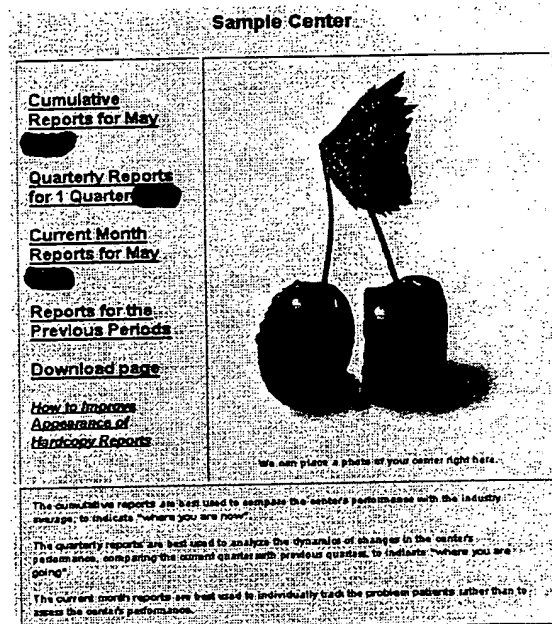 Sample Center
Cumulative
Reports for May
Quarterly Reports
for 1 Quarter
Current Month
Reports for May
Reports for the
Previous Periods
Download page
How to Improve
Appearance of
Hardcopy Reports
We can place a photo of your center right here.
The cumulative reports are best used to compare the center's performance with the industry
average, to indicate "where you are now".
The quarterly reports are best used to analyze the dynamics of changes in the center's
performance, comparing the current quarter with previous quarters, to indicate "where you are
going".
The current month reports are best used to individually track the problem patients rather than to
assess the center's performance.